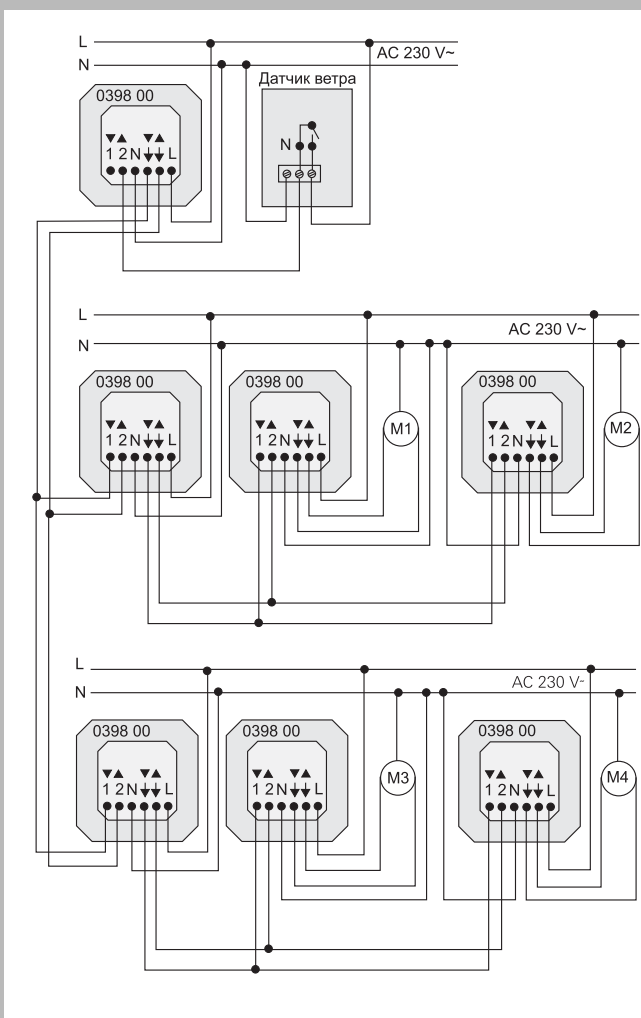 L
AC 230 V~
N
Датчик ветра
0398 00
▼▲ ▼▲
1 2 N L
N
L
AC 230 V~
N
0398 00 0398 00 0398 00
▼▲ ▼▲ ▼▲ ▼▲ ▼▲ ▼▲
M1 M2
1 2 N L 1 2 N L 1 2 N L
L
AC 230 V-
N
0398 00 0398 00 0398 00
▼▲ ▼▲ ▼▲ ▼▲ ▼▲ ▼▲
M3 M4
1 2 N L 1 2 N L 1 2 N L